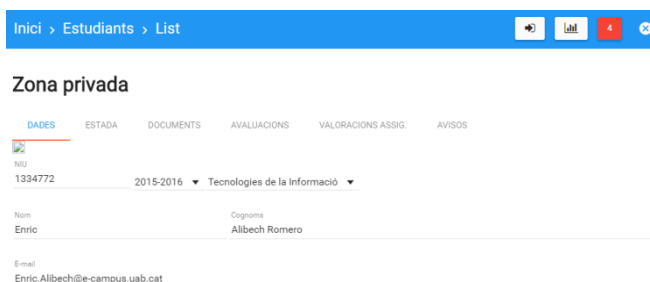 Inici > Estudiants > List
4
Zona privada
DADES ESTADA DOCUMENTS AVALUACIONS VALORACIONS ASSIG. AVISOS
NIU
1334772 2015-2016 Tecnologies de la Informació
Nom Cognoms
Enric Alibech Romero
E-mail
Enric.Alibech@e-campus.uab.cat